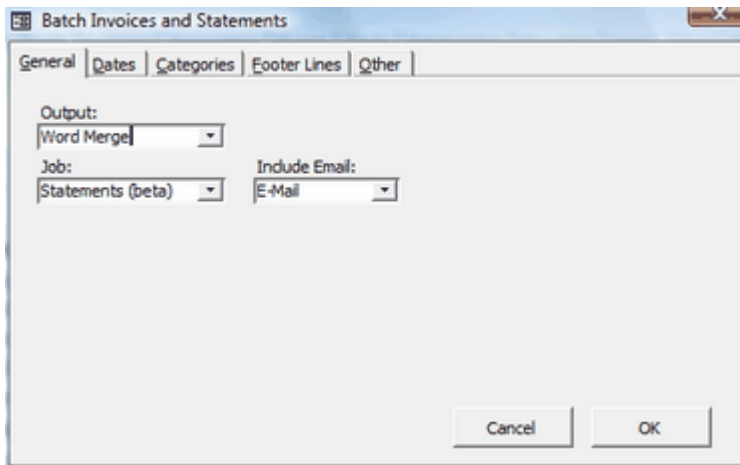 Batch Invoices and Statements
General Dates Categories Footer Lines Other
Output:
Word Merge
Job: Include Email:
Statements (beta) E-Mail
Cancel OK